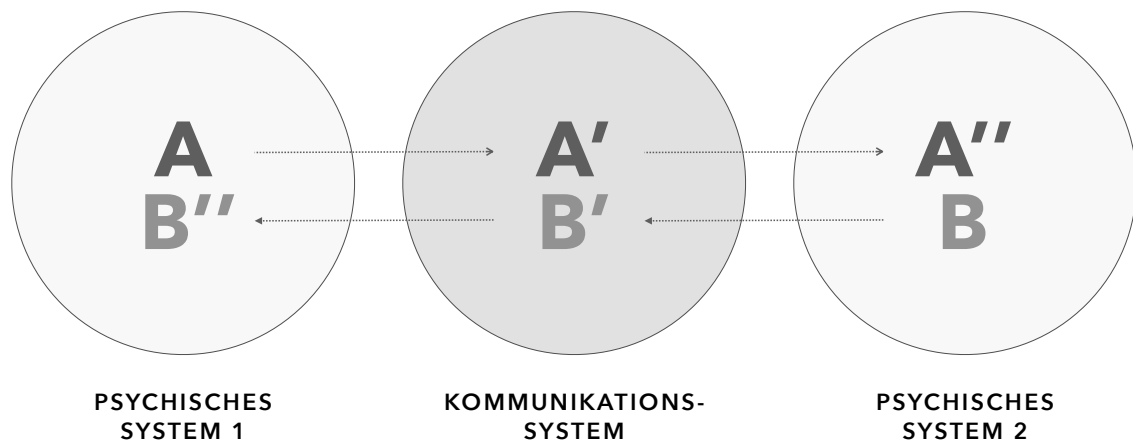 A A′ A′′
B′′ B′ B
PSYCHISCHES KOMMUNIKATIONS- PSYCHISCHES
SYSTEM 1 SYSTEM SYSTEM 2